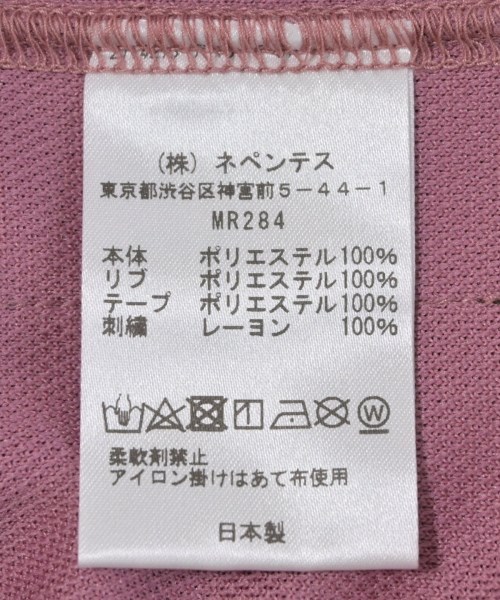 （株）ネペンテス
東京都渋谷区神宮前5－44－1
MR284
本体 ポリエステル100%
リブ ポリエステル100%
テープ ポリエステル100%
刺繍 レーヨン 100%
W
柔軟剤禁止
アイロン掛けはあて布使用
日本製